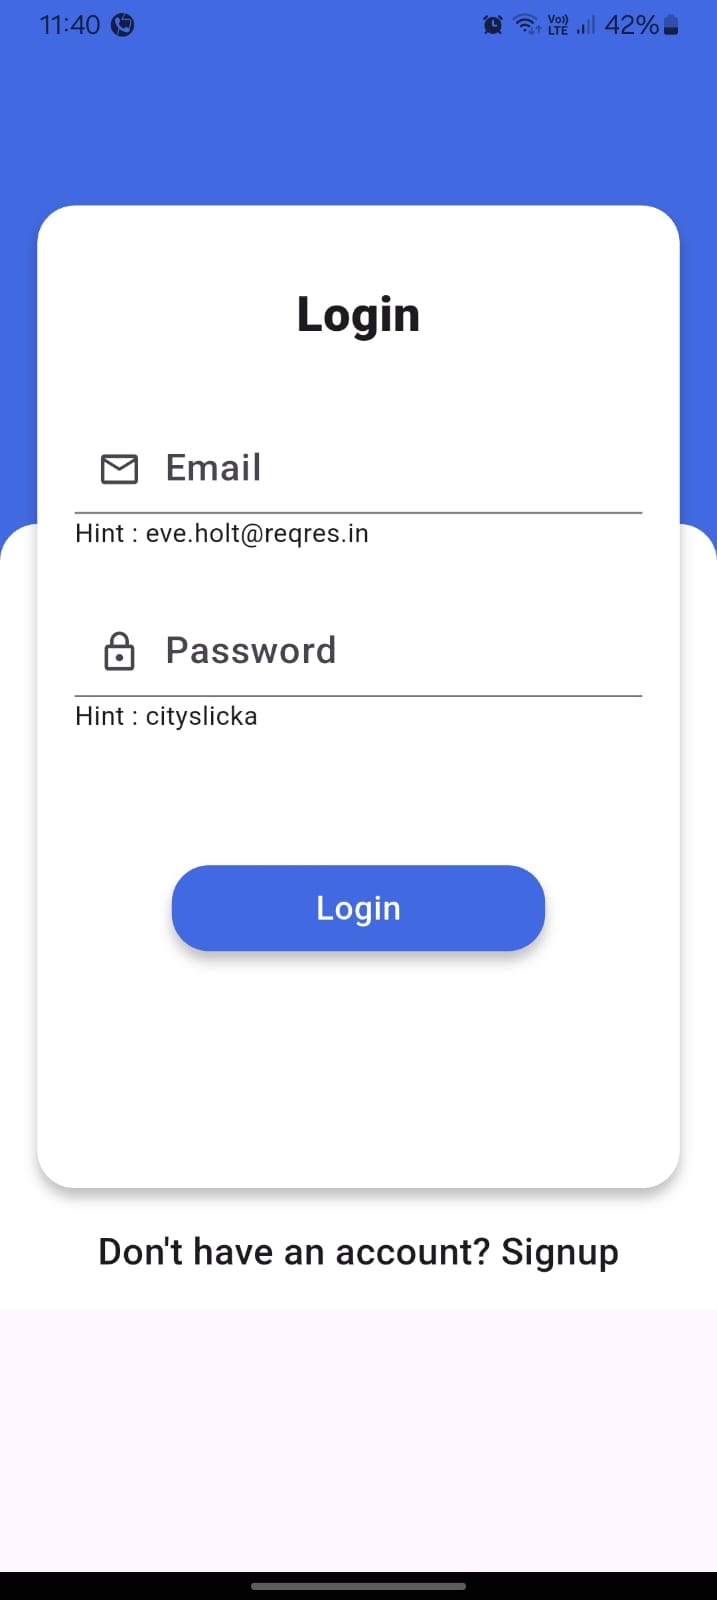 11:40 Vo)) LTE 42%
Login
Email
Hint : eve.holt@reqres.in
Password
Hint : cityslicka
Login
Don't have an account? Signup